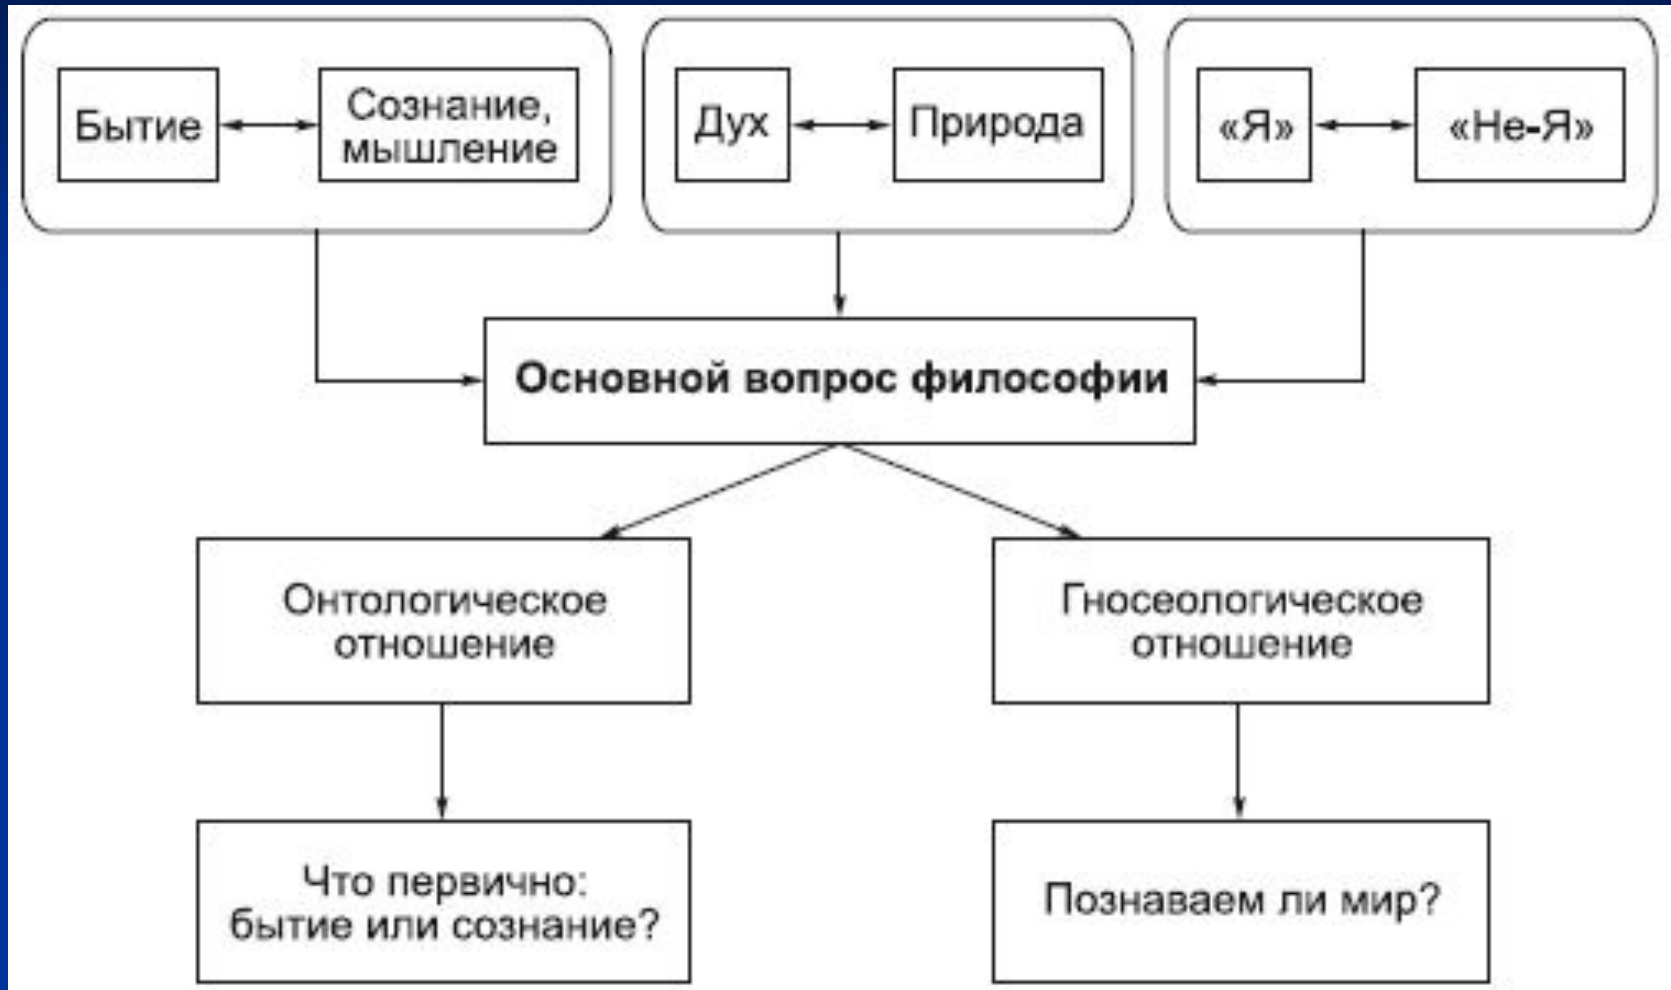 Бытие
Сознание,
мышление
Дух
Природа
«Я»
«Не-Я»
Основной вопрос философии
Онтологическое
отношение
Гносеологическое
отношение
Что первично:
бытие или сознание?
Познаваем ли мир?